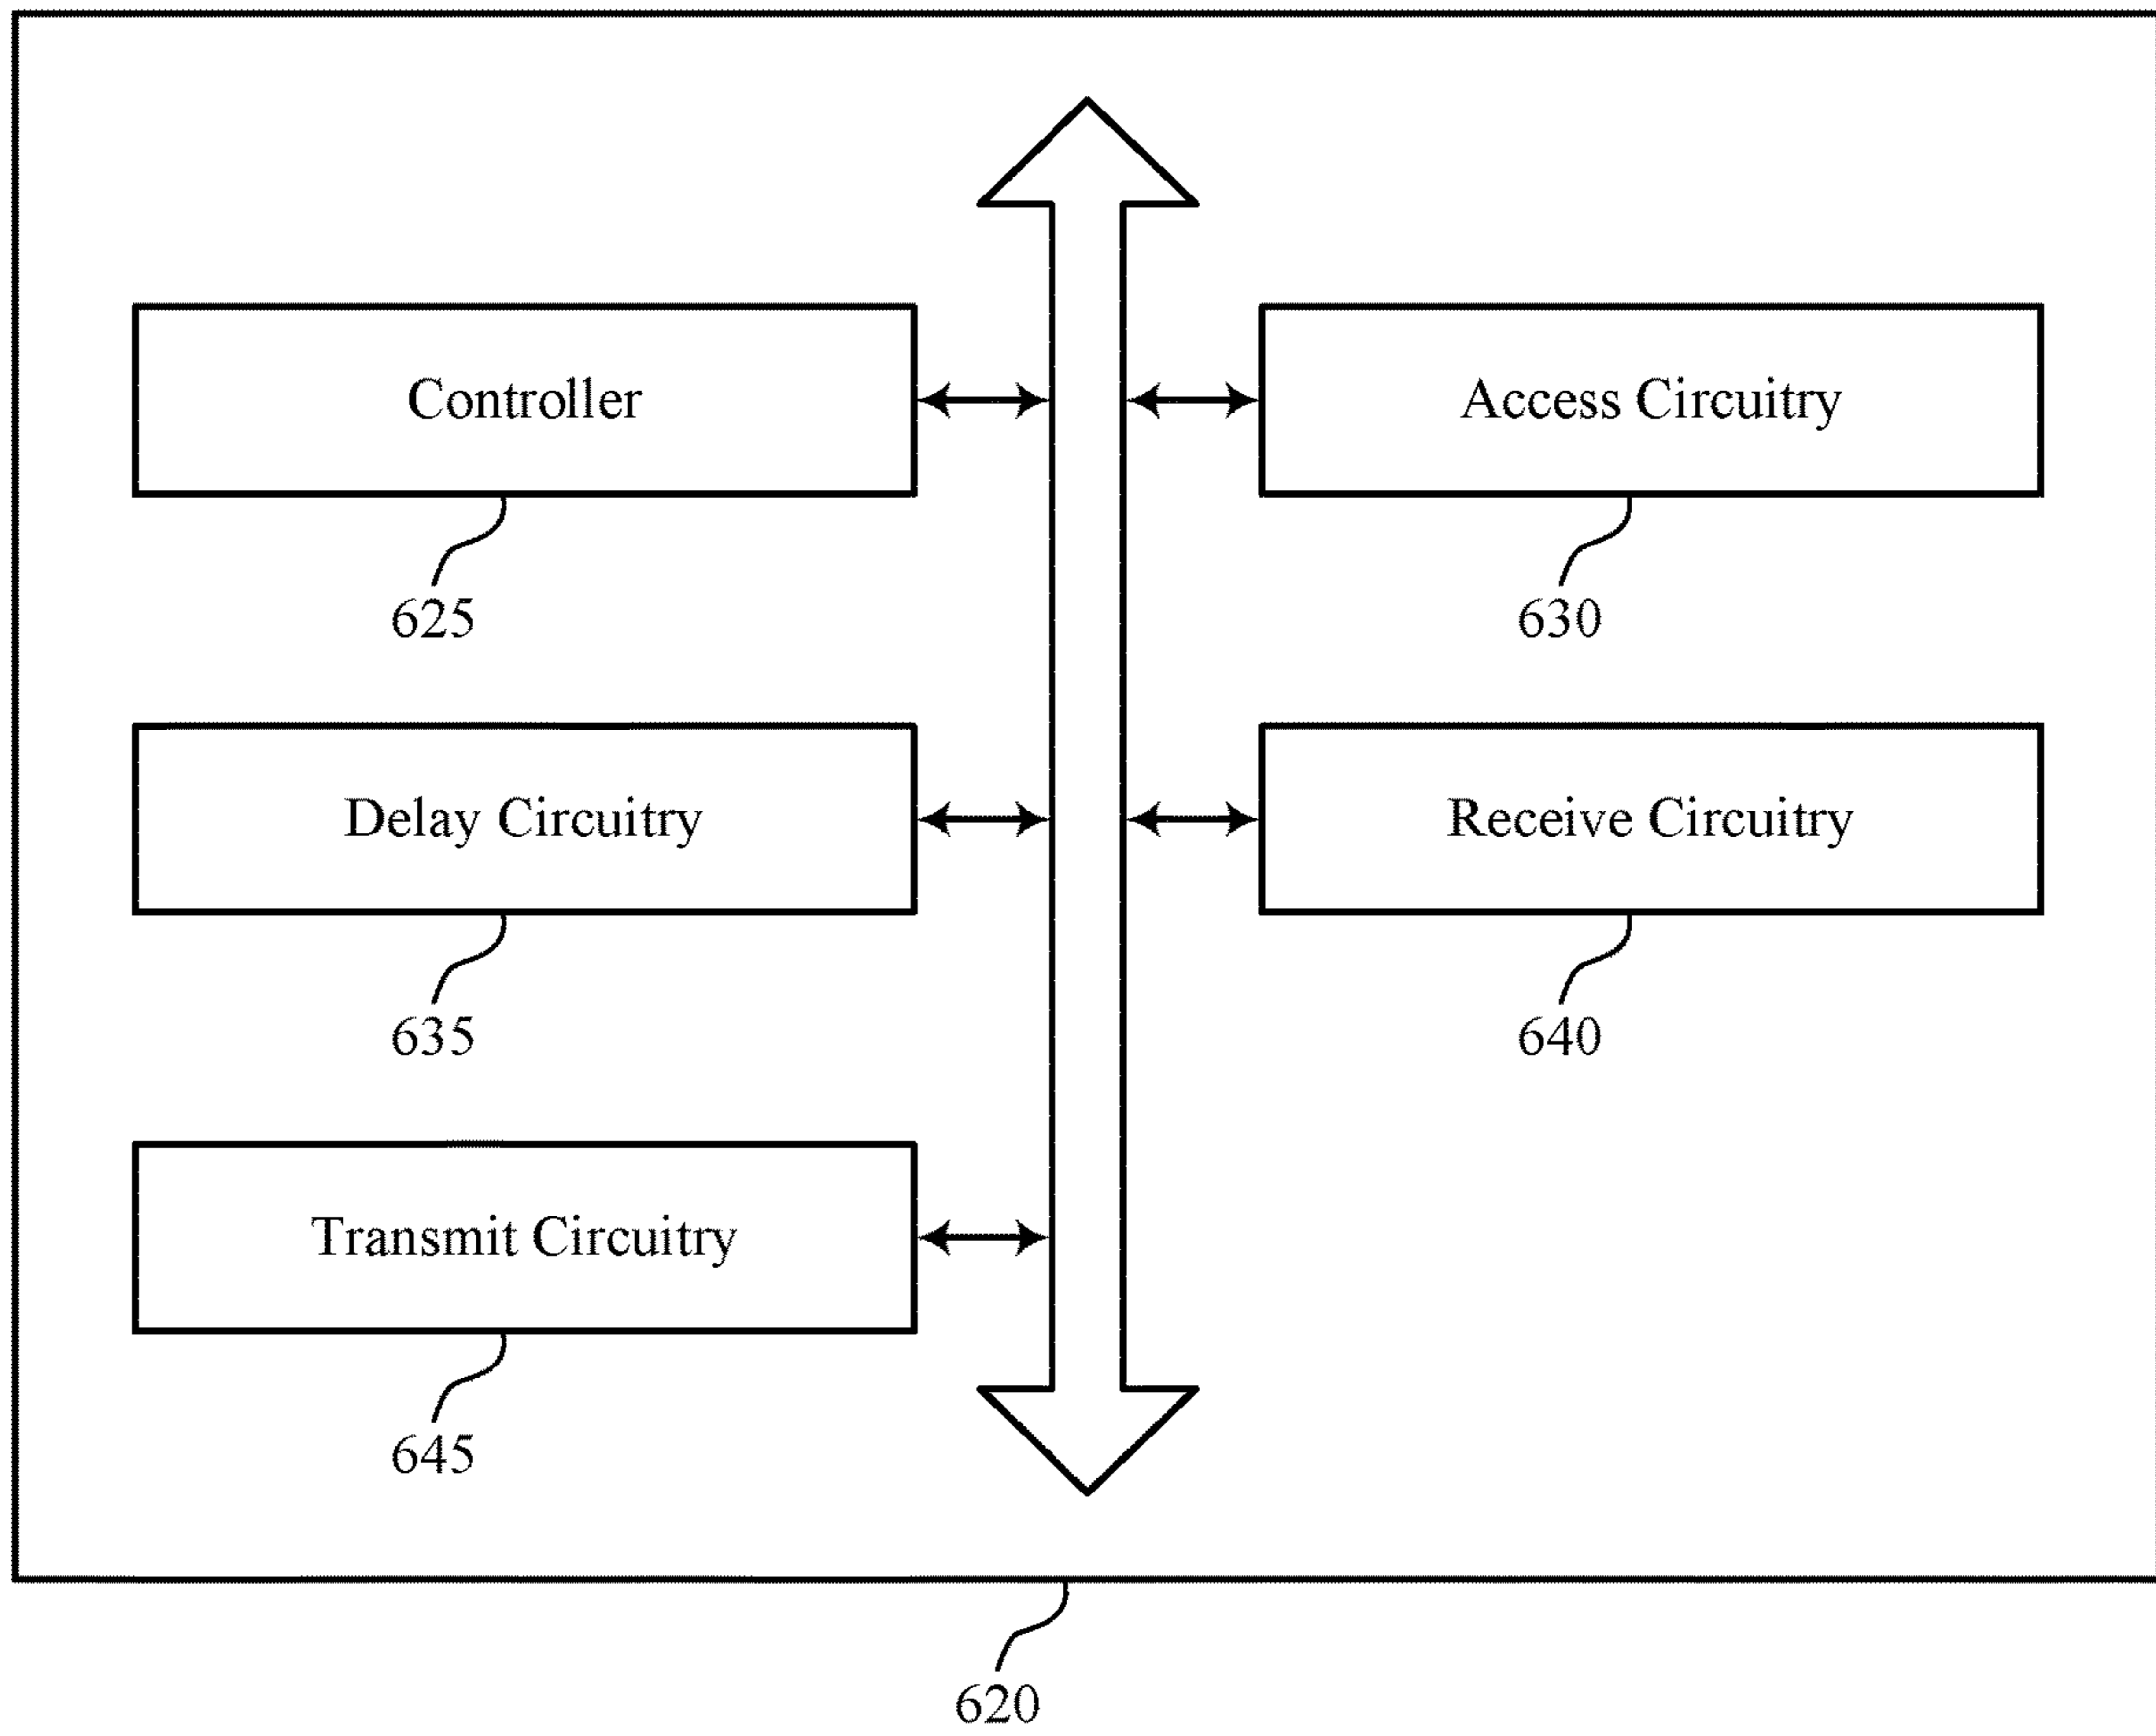 Controller
Access Circuitry
625
630
Delay Circuitry
Receive Circuitry
635
640
Transmit Circuitry
645
620